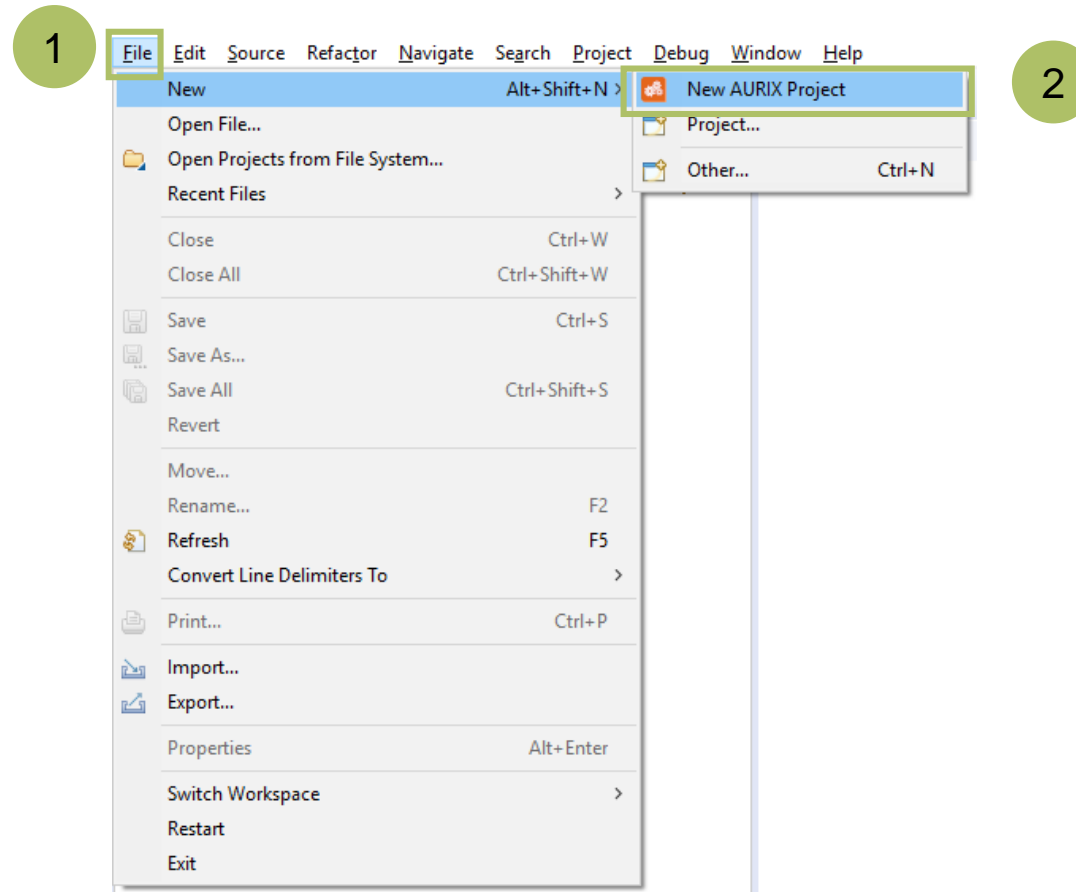 1
File Edit Source Refactor Navigate Search Project Debug Window Help
2
New Alt+Shift+N >
New AURIX Project
Open File...
Project...
Open Projects from File System...
Other... Ctrl+N
Recent Files >
Close Ctrl+W
Close All Ctrl+Shift+W
Save Ctrl+S
Save As...
Save All Ctrl+Shift+S
Revert
Move...
Rename... F2
Refresh F5
Convert Line Delimiters To >
Print... Ctrl+P
Import...
Export...
Properties Alt+Enter
Switch Workspace >
Restart
Exit